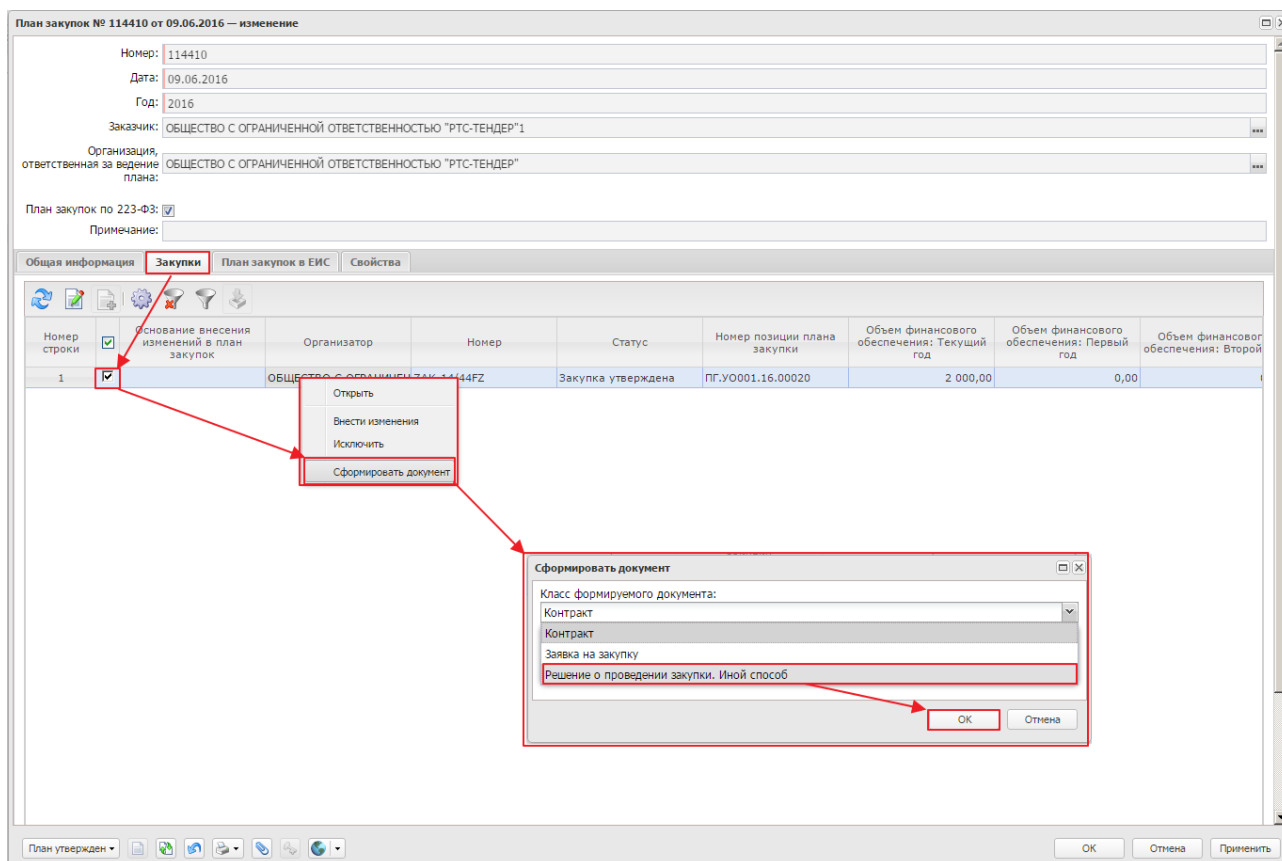 План закупок № 114410 от 09.06.2016 — изменение
Номер: 114410
Дата: 09.06.2016
Год: 2016
Заказчик: ОБЩЕСТВО С ОГРАНИЧЕННОЙ ОТВЕТСТВЕННОСТЬЮ "РТС-ТЕНДЕР"1
Организация,
ответственная за ведение ОБЩЕСТВО С ОГРАНИЧЕННОЙ ОТВЕТСТВЕННОСТЬЮ "РТС-ТЕНДЕР"
плана:
План закупок по 223-ФЗ:
Примечание:
Общая информация Закупки План закупок в ЕИС Свойства
Номер строки Основание внесения изменений в план закупок Организатор Номер Статус Номер позиции плана закупки Объем финансового обеспечения: Текущий год Объем финансового обеспечения: Первый год Объем финансовог обеспечения: Второй
1 ОБЩЕСТВО С ОГРАНИЧЕН ZAK-14/44FZ Закупка утверждена ПГ.УО001.16.00020 2 000,00 0,00
Открыть
Внести изменения
Исключить
Сформировать документ
Сформировать документ
Класс формируемого документа:
Контракт
Контракт
Заявка на закупку
Решение о проведении закупки. Иной способ
ОК Отмена
План утвержден ОК Отмена Применить